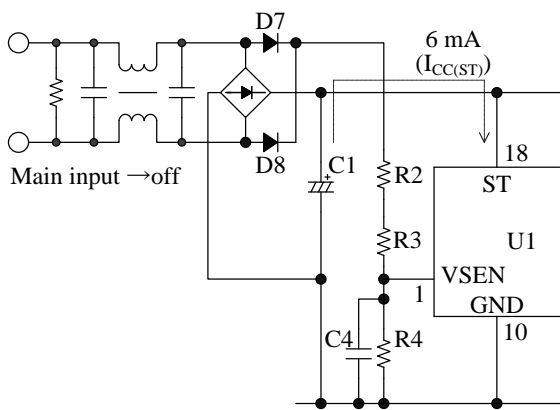 D7
6 mA
(I_CC(ST))
D8
C1
18
Main input →off
R2
ST
R3
U1
VSEN
1
GND
10
C4
R4